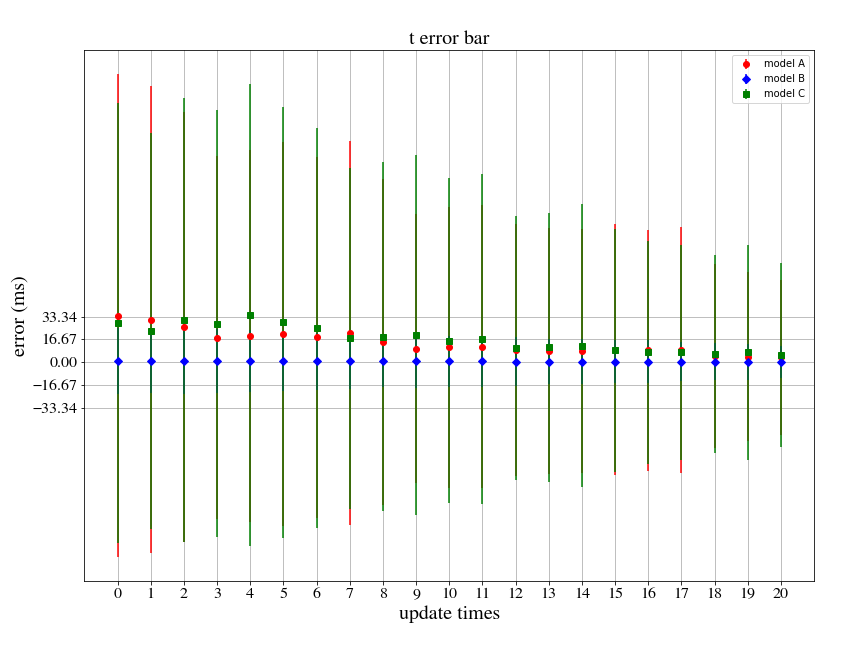 t error bar
model A
model B
model C
error (ms)
33.34
16.67
0.00
−16.67
−33.34
0 1 2 3 4 5 6 7 8 9 10 11 12 13 14 15 16 17 18 19 20
update times